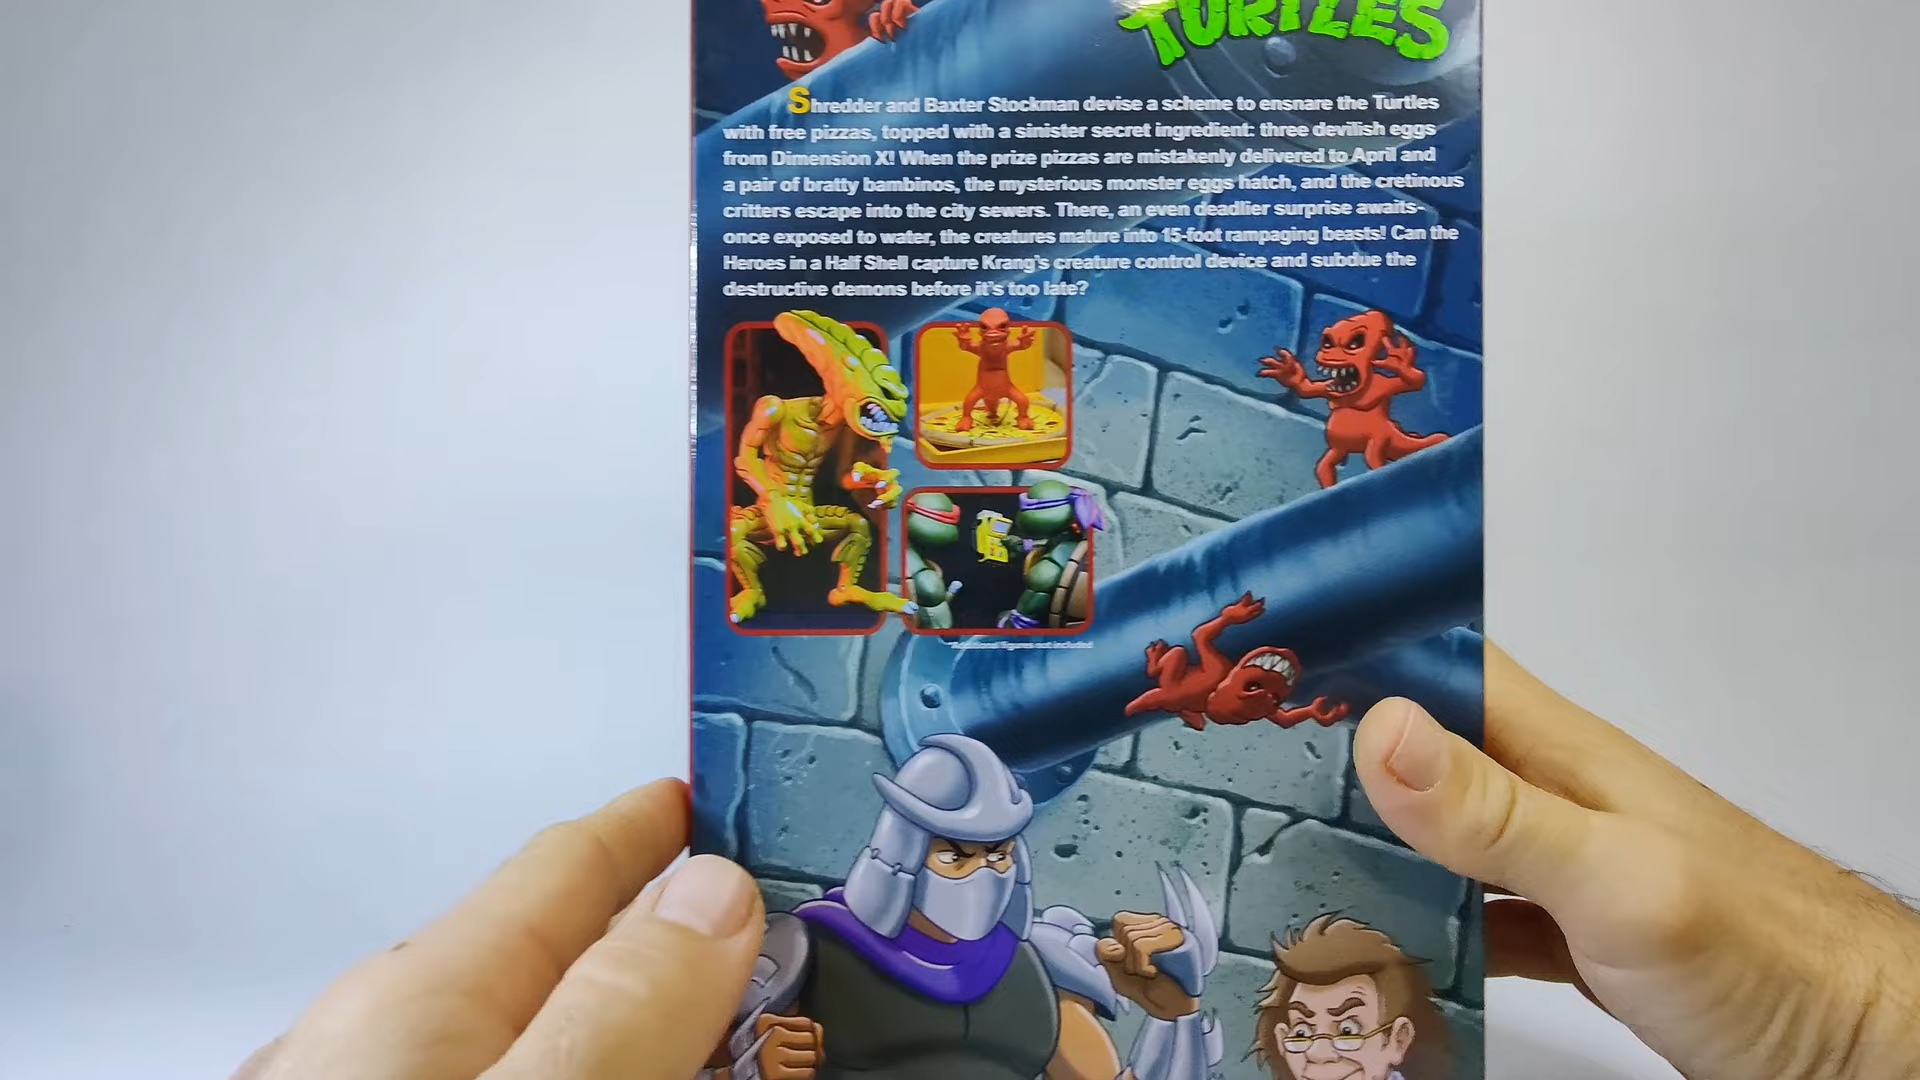 TURTLES
Shredder and Baxter Stockman devise a scheme to ensnare the Turtles
with free pizzas, topped with a sinister secret ingredient: three devilish eggs
from Dimension X! When the prize pizzas are mistakenly delivered to April and
a pair of bratty bambinos, the mysterious monster eggs hatch, and the cretinous
critters escape into the city sewers. There, an even deadlier surprise awaits-
once exposed to water, the creatures mature into 15-foot rampaging beasts! Can the
Heroes in a Half Shell capture Krang's creature control device and subdue the
destructive demons before it's too late?
*Additional figures not included